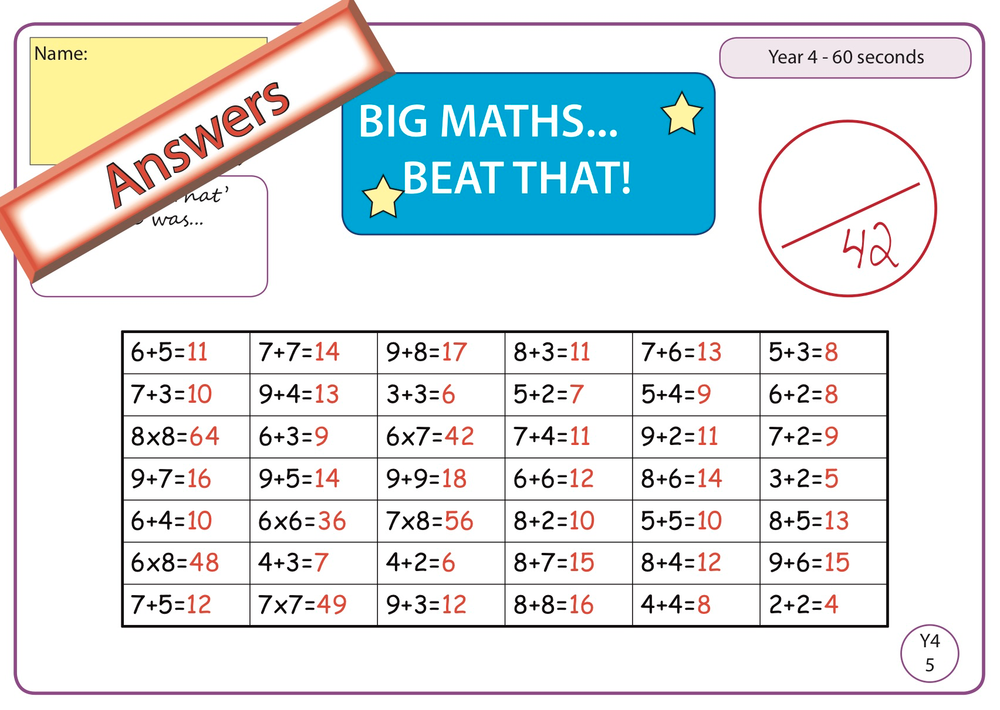 Name:
Answers
Year 4 - 60 seconds
BIG MATHS...
BEAT THAT!
was...
42
6+5=11 7+7=14 9+8=17 8+3=11 7+6=13 5+3=8
7+3=10 9+4=13 3+3=6 5+2=7 5+4=9 6+2=8
8x8=64 6+3=9 6x7=42 7+4=11 9+2=11 7+2=9
9+7=16 9+5=14 9+9=18 6+6=12 8+6=14 3+2=5
6+4=10 6x6=36 7x8=56 8+2=10 5+5=10 8+5=13
6x8=48 4+3=7 4+2=6 8+7=15 8+4=12 9+6=15
7+5=12 7x7=49 9+3=12 8+8=16 4+4=8 2+2=4
Y4
5